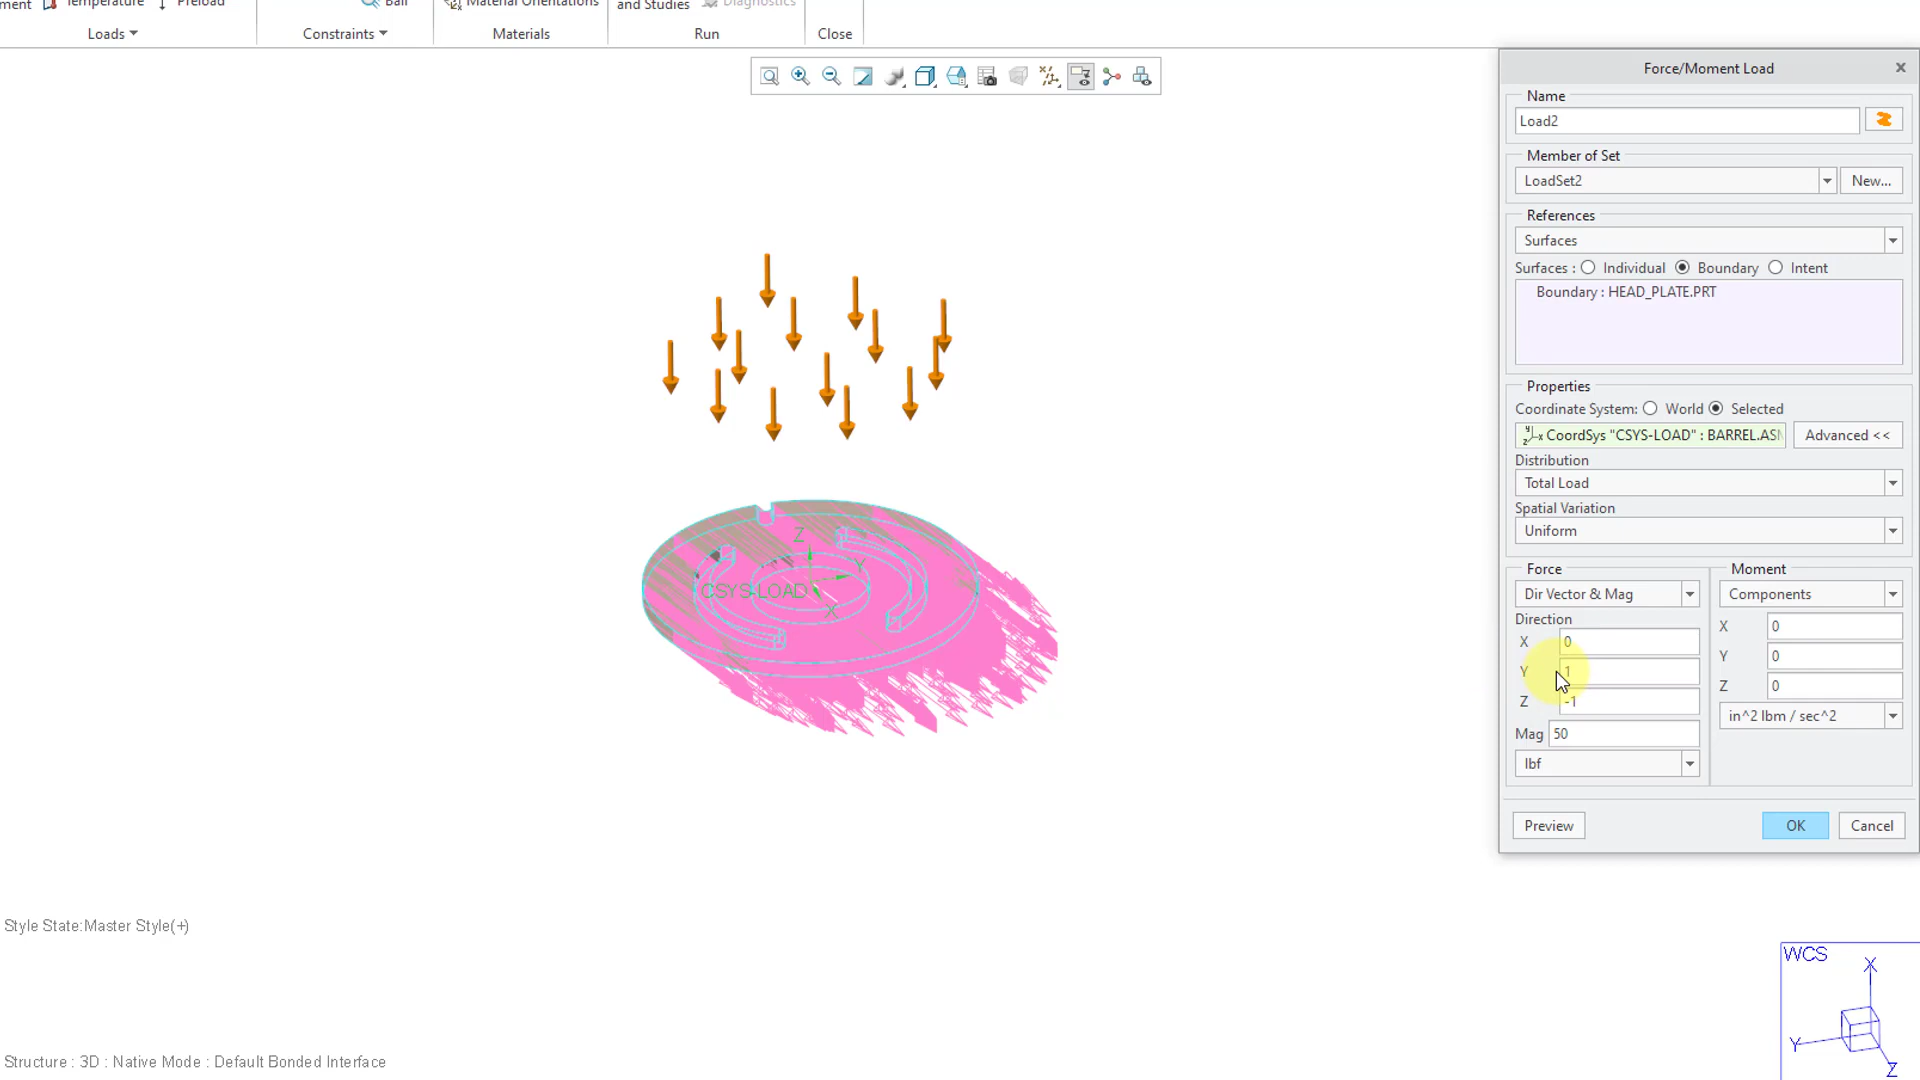 ment Temperature Preload
Ball
Material Orientations
and Studies
Diagnostics
Loads
Constraints
Materials
Run
Close
Force/Moment Load
Name
Load2
Member of Set
LoadSet2
New...
References
Surfaces
Surfaces : Individual Boundary Intent
Boundary : HEAD_PLATE.PRT
Properties
Coordinate System: World Selected
CoordSys "CSYS-LOAD" : BARREL.ASM
Advanced <<
Distribution
Total Load
Spatial Variation
Uniform
Force
Dir Vector & Mag
Direction
X 0
Y 1
Z -1
Mag 50
lbf
Moment
Components
X 0
Y 0
Z 0
in^2 lbm / sec^2
Preview
OK
Cancel
Z
Y
CSYS-LOAD
X
Style State:Master Style(+)
WCS
X
Y
Z
Structure : 3D : Native Mode : Default Bonded Interface